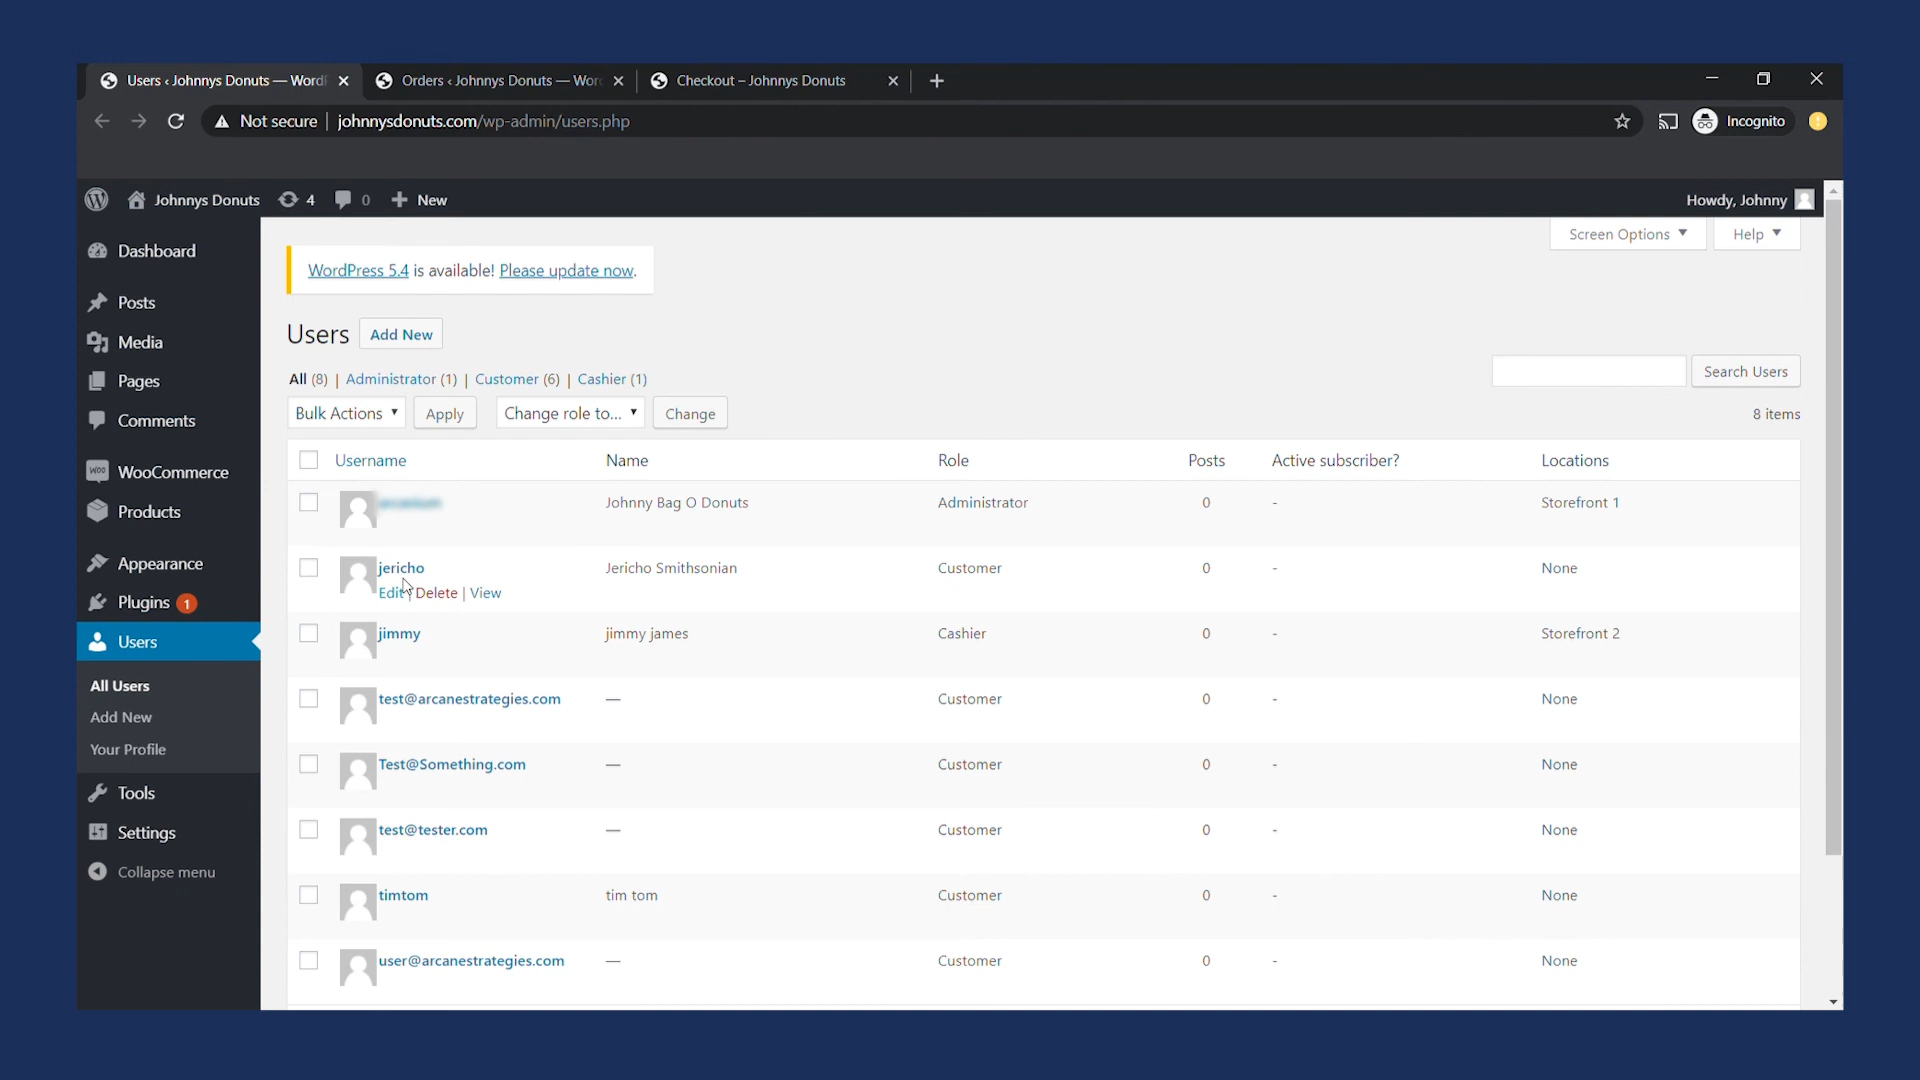 Users ‹ Johnnys Donuts — WordP
Orders ‹ Johnnys Donuts — Wor
Checkout – Johnnys Donuts
Not secure | johnnysdonuts.com/wp-admin/users.php
Incognito
Johnnys Donuts 4 0 + New
Howdy, Johnny
Screen Options ▼ Help ▼
Dashboard
Posts
Media
Pages
Comments
WooCommerce
Products
Appearance
Plugins 1
Users
All Users
Add New
Your Profile
Tools
Settings
Collapse menu
WordPress 5.4 is available! Please update now.
Users Add New
All (8) | Administrator (1) | Customer (6) | Cashier (1)
Search Users
Bulk Actions ▼ Apply Change role to... ▼ Change
8 items
Username Name Role Posts Active subscriber? Locations
Johnny Bag O Donuts Administrator 0 - Storefront 1
jericho Jericho Smithsonian Customer 0 - None
Edit | Delete | View
jimmy jimmy james Cashier 0 - Storefront 2
test@arcanestrategies.com — Customer 0 - None
Test@Something.com — Customer 0 - None
test@tester.com — Customer 0 - None
timtom tim tom Customer 0 - None
user@arcanestrategies.com — Customer 0 - None